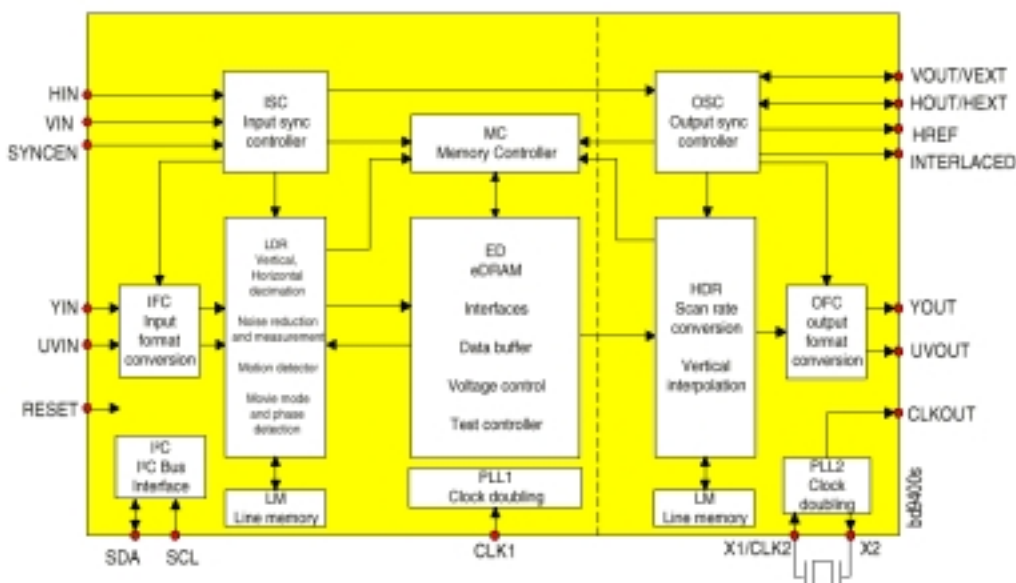 HIN
VIN
SYNCEN
YIN
UVIN
RESET
ISC
Input sync
controller
MC
Memory Controller
OSC
Output sync
controller
VOUT/VEXT
HOUT/HEXT
HREF
INTERLACED
IFC
Input
format
conversion
LDR
Vertical,
Horizontal
decimation
Noise reduction
and measurement
Motion detector
Movie mode
and phase
detection
ED
eDRAM
Interfaces
Data buffer
Voltage control
Test controller
HDR
Scan rate
conversion
Vertical
interpolation
OFC
output
format
conversion
YOUT
UVOUT
CLKOUT
I²C
I²C Bus
Interface
LM
Line memory
PLL1
Clock doubling
LM
Line memory
PLL2
Clock
doubling
bd9400s
SDA
SCL
CLK1
X1/CLK2
X2